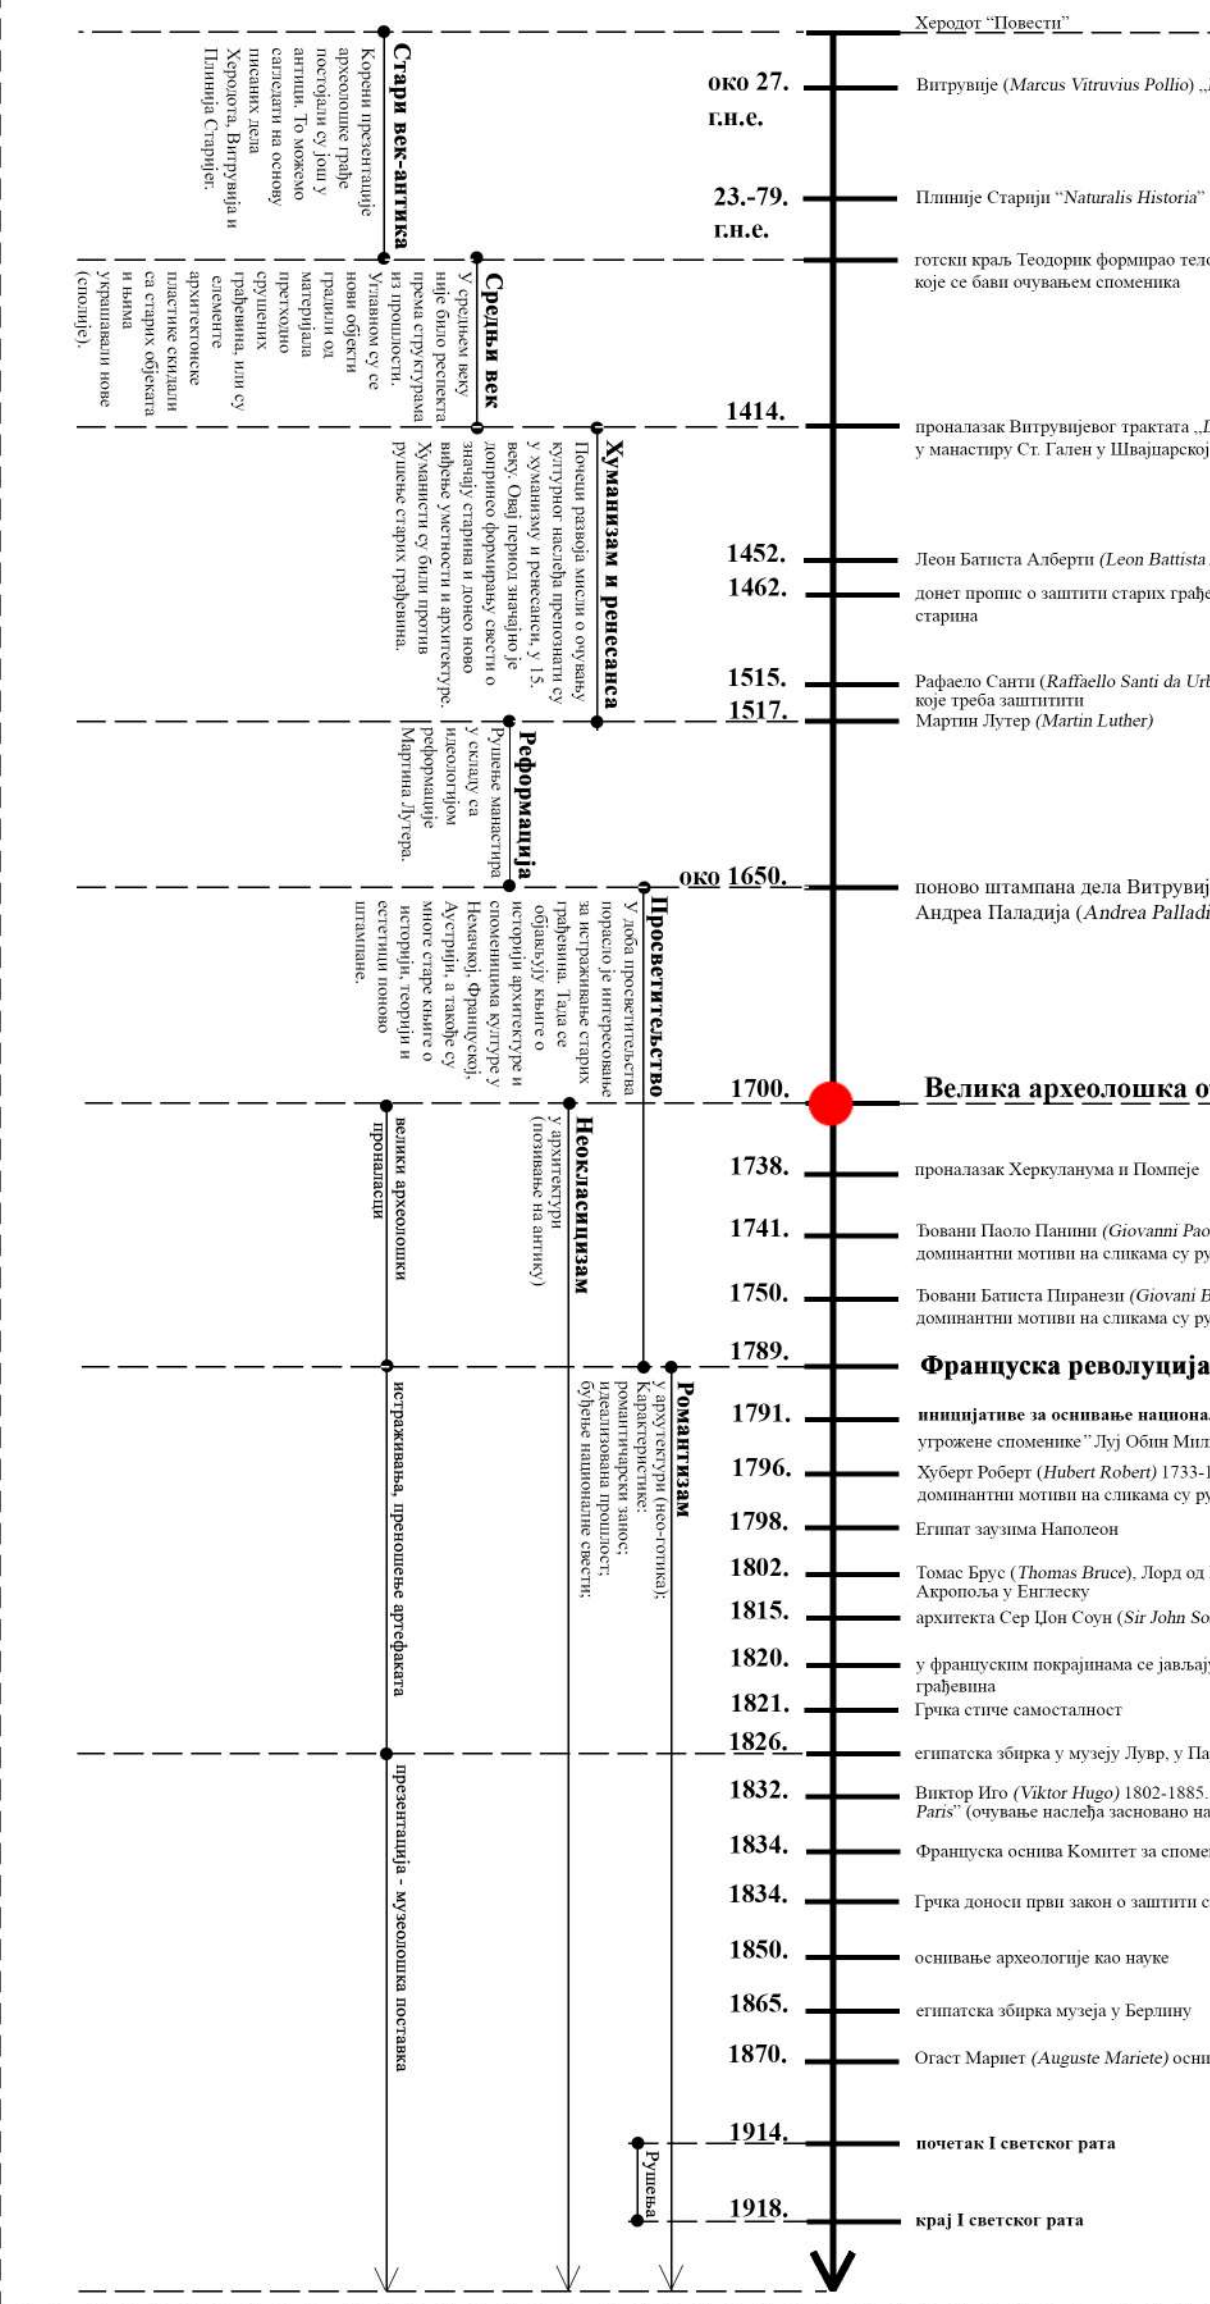 Херодот “Повести”
око 27.
г.н.е.
Витрувије (Marcus Vitruvius Pollio)
23.-79.
г.н.е.
Плиније Старији “Naturalis Historia”
готски краљ Теодорик формирао тело
које се бави очувањем споменика
Стари век-антика
Корени презентације
археолошке грађе
постојали су још у
антици. То можемо
сагледати на основу
писаних дела
Херодота, Витрувија и
Плинија Старијег.
Средњи век
У средњем веку
није било респекта
према структурама
из прошлости.
Углавном су се
нови објекти
градили од
материјала
претходно
срушених
грађевина, или су
елементе
архитектонске
пластике скидали
са старих објеката
и њима
украшавали нове
(сполије).
1414.
проналазак Витрувијевог трактата
у манастиру Ст. Гален у Швајцарској
Хуманизам и ренесанса
Почеци развоја мисли о очувању
културног наслеђа препознати су
у хуманизму и ренесанси, у 15.
веку. Овај период значајно је
допринео формирању свести о
значају старина и донео ново
виђење уметности и архитектуре.
Хуманисти су били против
рушење старих грађевина.
1452.
Леон Батиста Алберти (Leon Battista
1462.
донет пропис о заштити старих грађе
старина
1515.
Рафаело Санти (Raffaello Santi da Urb
које треба заштитити
1517.
Мартин Лутер (Martin Luther)
Реформација
Рушење манастира
у складу са
идеологијом
реформације
Мартина Лутера.
око 1650.
поново штампана дела Витрувиј
Андреа Паладија (Andrea Palladi
Просветитељство
У доба просветитељства
порасло је интересовање
за истраживање старих
грађевина. Тада се
објављују књиге о
историји архитектуре и
споменицима културе у
Немачкој, Француској,
Аустрији, а такође су
многе старе књиге о
историји, теорији и
естетици поново
штампане.
1700.
Велика археолошка
Неокласицизам
у архитектури
(позивање на антику)
велики археолошки
проналасци
1738.
проналазак Херкуланума и Помпеје
1741.
Ђовани Паоло Панини (Giovanni Pao
доминантни мотиви на сликама су ру
1750.
Ђовани Батиста Пиранези (Giovani B
доминантни мотиви на сликама су ру
1789.
Француска револуција
Романтизам
у архутектури (нео-готика);
Карактеристике:
романтичарски занос;
идеализована прошлост;
буђење националне свести;
истраживања, преношење артефаката
1791.
иницијативе за оснивање национал
угрожене споменике” Луј Обин Мил
1796.
Хуберт Роберт (Hubert Robert) 1733-1
доминантни мотиви на сликама су ру
1798.
Египат заузима Наполеон
1802.
Томас Брус (Thomas Bruce), Лорд од
Акропоља у Енглеску
1815.
архитекта Сер Џон Соун (Sir John So
1820.
у француским покрајинама се јављају
грађевина
1821.
Грчка стиче самосталност
1826.
египатска збирка у музеју Лувр, у Па
презентација - музеолошка поставка
1832.
Виктор Иго (Viktor Hugo) 1802-1885.
Paris” (очување наслеђа засновано на
1834.
Француска оснива Комитет за споме
1834.
Грчка доноси први закон о заштити с
1850.
оснивање археологије као науке
1865.
египатска збирка музеја у Берлину
1870.
Огаст Мариет (Auguste Mariete) осни
1914.
почетак I светског рата
Рушења
1918.
крај I светског рата